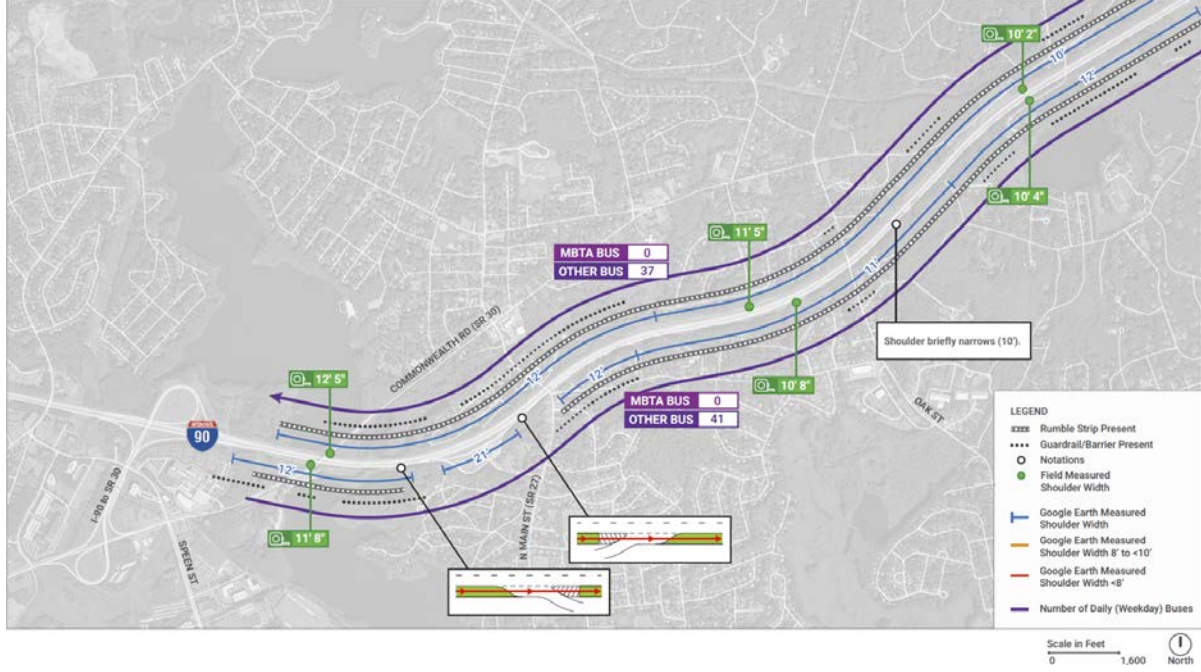 10' 2"
10'
12'
10' 4"
11' 5"
MBTA BUS 0
OTHER BUS 37
11'
Shoulder briefly narrows (10').
COMMONWEALTH RD (SR 30)
12'
12'
10' 8"
12' 5"
MBTA BUS 0
OTHER BUS 41
OAK ST
INTERSTATE
90
12'
21'
11' 8"
I-90 to SR 30
SPEEN ST
N MAIN ST (SR 27)
LEGEND
Rumble Strip Present
Guardrail/Barrier Present
Notations
Field Measured
Shoulder Width
Google Earth Measured
Shoulder Width
Google Earth Measured
Shoulder Width 8' to <10'
Google Earth Measured
Shoulder Width <8'
Number of Daily (Weekday) Buses
Scale in Feet
0 1,600
North